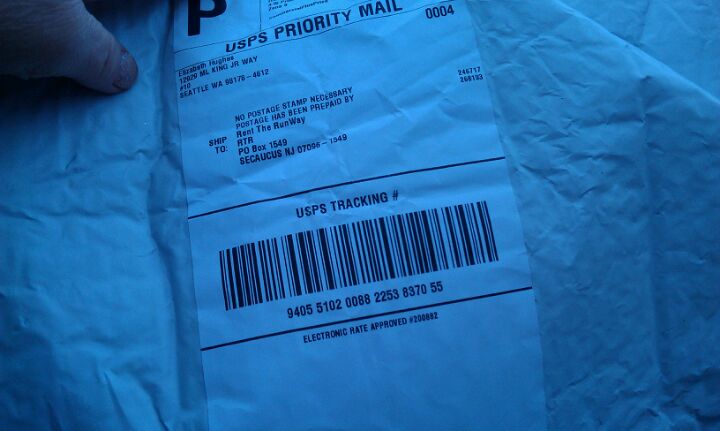 P
USPS PRIORITY MAIL
0004
Elizabeth Hughes
12029 ML KING JR WAY
#10
SEATTLE WA 98178-4612
246717
268193
NO POSTAGE STAMP NECESSARY
POSTAGE HAS BEEN PREPAID BY
Rent The RunWay
SHIP TO:
RTR
PO Box 1549
SECAUCUS NJ 07096-1549
USPS TRACKING #
9405 5102 0088 2253 8370 55
ELECTRONIC RATE APPROVED #200882